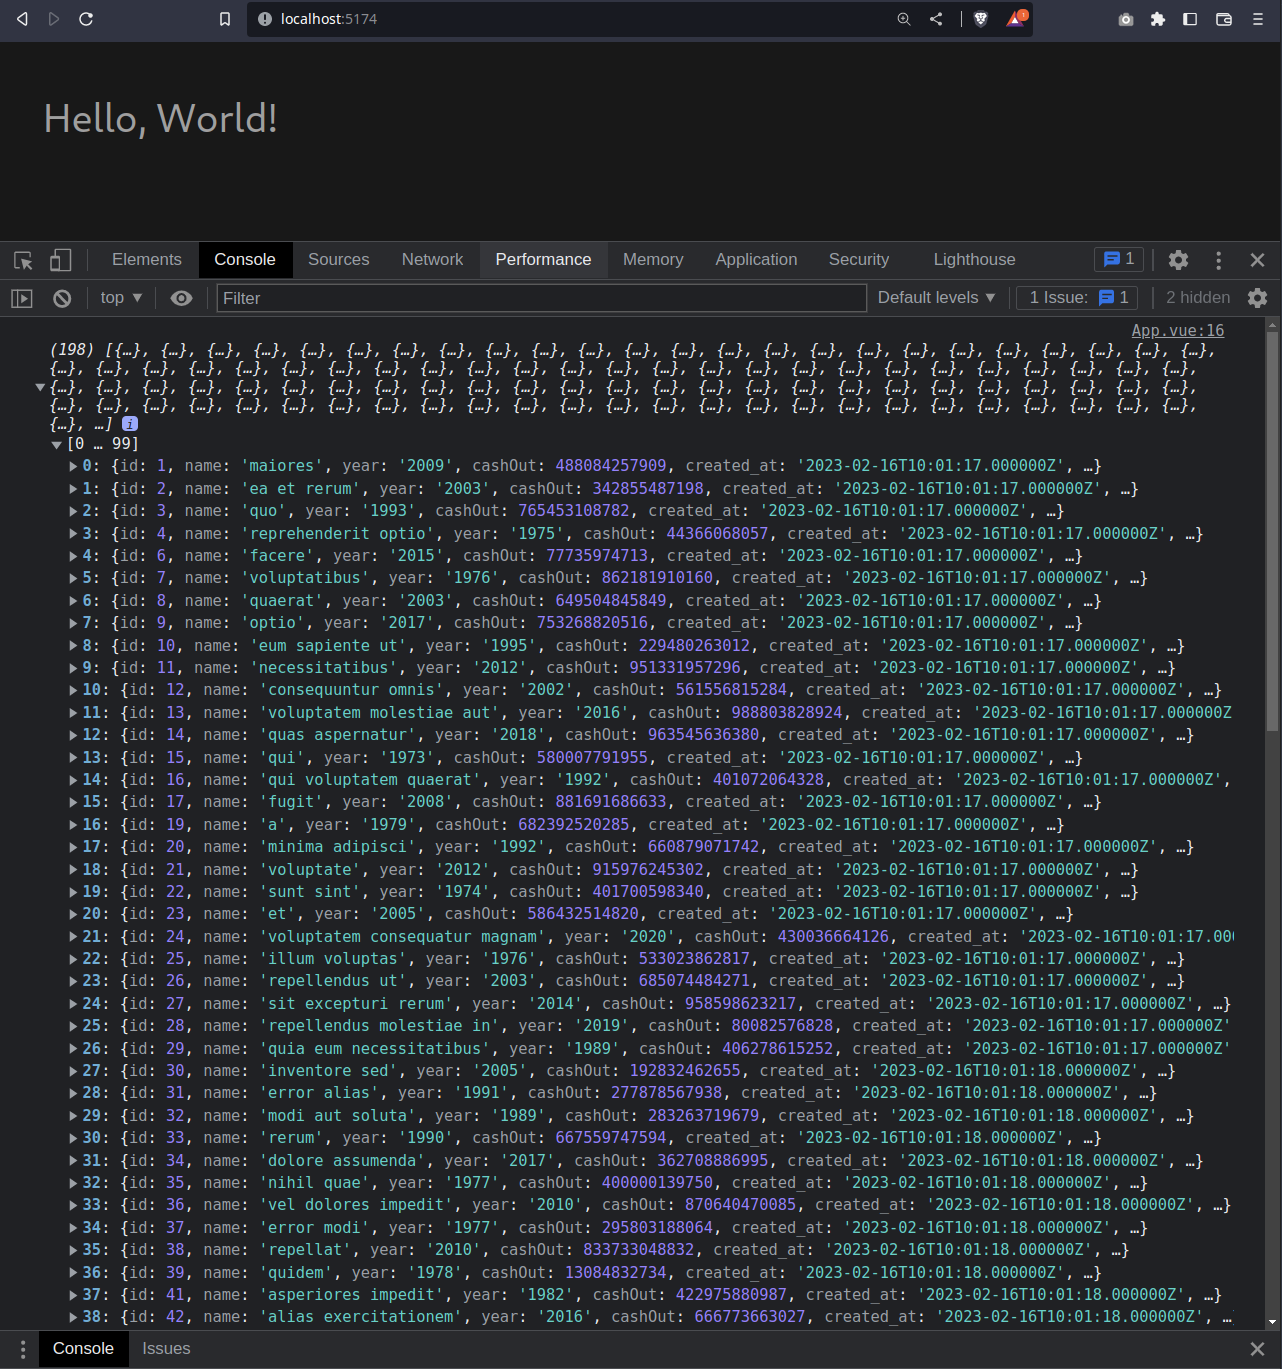 localhost:5174
1
Hello, World!
Elements Console Sources Network Performance Memory Application Security Lighthouse 1
top Filter Default levels 1 Issue: 1 2 hidden
App.vue:16
(198) [{…}, {…}, {…}, {…}, {…}, {…}, {…}, {…}, {…}, {…}, {…}, {…}, {…}, {…}, {…}, {…}, {…}, {…}, {…}, {…}, {…}, {…}, {…}, {…},
{…}, {…}, {…}, {…}, {…}, {…}, {…}, {…}, {…}, {…}, {…}, {…}, {…}, {…}, {…}, {…}, {…}, {…}, {…}, {…}, {…}, {…}, {…}, {…}, {…},
{…}, {…}, {…}, {…}, {…}, {…}, {…}, {…}, {…}, {…}, {…}, {…}, {…}, {…}, {…}, {…}, {…}, {…}, {…}, {…}, {…}, {…}, {…}, {…}, {…},
{…}, {…}, {…}, {…}, {…}, {…}, {…}, {…}, {…}, {…}, {…}, {…}, {…}, {…}, {…}, {…}, {…}, {…}, {…}, {…}, {…}, {…}, {…}, {…}, {…},
{…}, …] i
[0 … 99]
0: {id: 1, name: 'maiores', year: '2009', cashOut: 488084257909, created_at: '2023-02-16T10:01:17.000000Z', …}
1: {id: 2, name: 'ea et rerum', year: '2003', cashOut: 342855487198, created_at: '2023-02-16T10:01:17.000000Z', …}
2: {id: 3, name: 'quo', year: '1993', cashOut: 765453108782, created_at: '2023-02-16T10:01:17.000000Z', …}
3: {id: 4, name: 'reprehenderit optio', year: '1975', cashOut: 44366068057, created_at: '2023-02-16T10:01:17.000000Z', …}
4: {id: 6, name: 'facere', year: '2015', cashOut: 77735974713, created_at: '2023-02-16T10:01:17.000000Z', …}
5: {id: 7, name: 'voluptatibus', year: '1976', cashOut: 862181910160, created_at: '2023-02-16T10:01:17.000000Z', …}
6: {id: 8, name: 'quaerat', year: '2003', cashOut: 649504845849, created_at: '2023-02-16T10:01:17.000000Z', …}
7: {id: 9, name: 'optio', year: '2017', cashOut: 753268820516, created_at: '2023-02-16T10:01:17.000000Z', …}
8: {id: 10, name: 'eum sapiente ut', year: '1995', cashOut: 229480263012, created_at: '2023-02-16T10:01:17.000000Z', …}
9: {id: 11, name: 'necessitatibus', year: '2012', cashOut: 951331957296, created_at: '2023-02-16T10:01:17.000000Z', …}
10: {id: 12, name: 'consequuntur omnis', year: '2002', cashOut: 561556815284, created_at: '2023-02-16T10:01:17.000000Z', …}
11: {id: 13, name: 'voluptatem molestiae aut', year: '2016', cashOut: 988803828924, created_at: '2023-02-16T10:01:17.000000Z
12: {id: 14, name: 'quas aspernatur', year: '2018', cashOut: 963545636380, created_at: '2023-02-16T10:01:17.000000Z', …}
13: {id: 15, name: 'qui', year: '1973', cashOut: 580007791955, created_at: '2023-02-16T10:01:17.000000Z', …}
14: {id: 16, name: 'qui voluptatem quaerat', year: '1992', cashOut: 401072064328, created_at: '2023-02-16T10:01:17.000000Z',
15: {id: 17, name: 'fugit', year: '2008', cashOut: 881691686633, created_at: '2023-02-16T10:01:17.000000Z', …}
16: {id: 19, name: 'a', year: '1979', cashOut: 682392520285, created_at: '2023-02-16T10:01:17.000000Z', …}
17: {id: 20, name: 'minima adipisci', year: '1992', cashOut: 660879071742, created_at: '2023-02-16T10:01:17.000000Z', …}
18: {id: 21, name: 'voluptate', year: '2012', cashOut: 915976245302, created_at: '2023-02-16T10:01:17.000000Z', …}
19: {id: 22, name: 'sunt sint', year: '1974', cashOut: 401700598340, created_at: '2023-02-16T10:01:17.000000Z', …}
20: {id: 23, name: 'et', year: '2005', cashOut: 586432514820, created_at: '2023-02-16T10:01:17.000000Z', …}
21: {id: 24, name: 'voluptatem consequatur magnam', year: '2020', cashOut: 430036664126, created_at: '2023-02-16T10:01:17.00
22: {id: 25, name: 'illum voluptas', year: '1976', cashOut: 533023862817, created_at: '2023-02-16T10:01:17.000000Z', …}
23: {id: 26, name: 'repellendus ut', year: '2003', cashOut: 685074484271, created_at: '2023-02-16T10:01:17.000000Z', …}
24: {id: 27, name: 'sit excepturi rerum', year: '2014', cashOut: 958598623217, created_at: '2023-02-16T10:01:17.000000Z', …}
25: {id: 28, name: 'repellendus molestiae in', year: '2019', cashOut: 80082576828, created_at: '2023-02-16T10:01:17.000000Z'
26: {id: 29, name: 'quia eum necessitatibus', year: '1989', cashOut: 406278615252, created_at: '2023-02-16T10:01:17.000000Z'
27: {id: 30, name: 'inventore sed', year: '2005', cashOut: 192832462655, created_at: '2023-02-16T10:01:18.000000Z', …}
28: {id: 31, name: 'error alias', year: '1991', cashOut: 277878567938, created_at: '2023-02-16T10:01:18.000000Z', …}
29: {id: 32, name: 'modi aut soluta', year: '1989', cashOut: 283263719679, created_at: '2023-02-16T10:01:18.000000Z', …}
30: {id: 33, name: 'rerum', year: '1990', cashOut: 667559747594, created_at: '2023-02-16T10:01:18.000000Z', …}
31: {id: 34, name: 'dolore assumenda', year: '2017', cashOut: 362708886995, created_at: '2023-02-16T10:01:18.000000Z', …}
32: {id: 35, name: 'nihil quae', year: '1977', cashOut: 400000139750, created_at: '2023-02-16T10:01:18.000000Z', …}
33: {id: 36, name: 'vel dolores impedit', year: '2010', cashOut: 870640470085, created_at: '2023-02-16T10:01:18.000000Z', …}
34: {id: 37, name: 'error modi', year: '1977', cashOut: 295803188064, created_at: '2023-02-16T10:01:18.000000Z', …}
35: {id: 38, name: 'repellat', year: '2010', cashOut: 833733048832, created_at: '2023-02-16T10:01:18.000000Z', …}
36: {id: 39, name: 'quidem', year: '1978', cashOut: 13084832734, created_at: '2023-02-16T10:01:18.000000Z', …}
37: {id: 41, name: 'asperiores impedit', year: '1982', cashOut: 422975880987, created_at: '2023-02-16T10:01:18.000000Z', …}
38: {id: 42, name: 'alias exercitationem', year: '2016', cashOut: 666773663027, created_at: '2023-02-16T10:01:18.000000Z', …
Console Issues